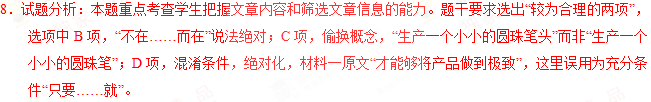 8．试题分析：本题重点考查学生把握文章内容和筛选文章信息的能力。题干要求选出“较为合理的两项”，
选项中 B 项，“不在……而在”说法绝对；C 项，偷换概念，“生产一个小小的圆珠笔头”而非“生产一个
小小的圆珠笔”；D 项，混淆条件，绝对化，材料一原文“才能够将产品做到极致”，这里误用为充分条
件“只要……就”。